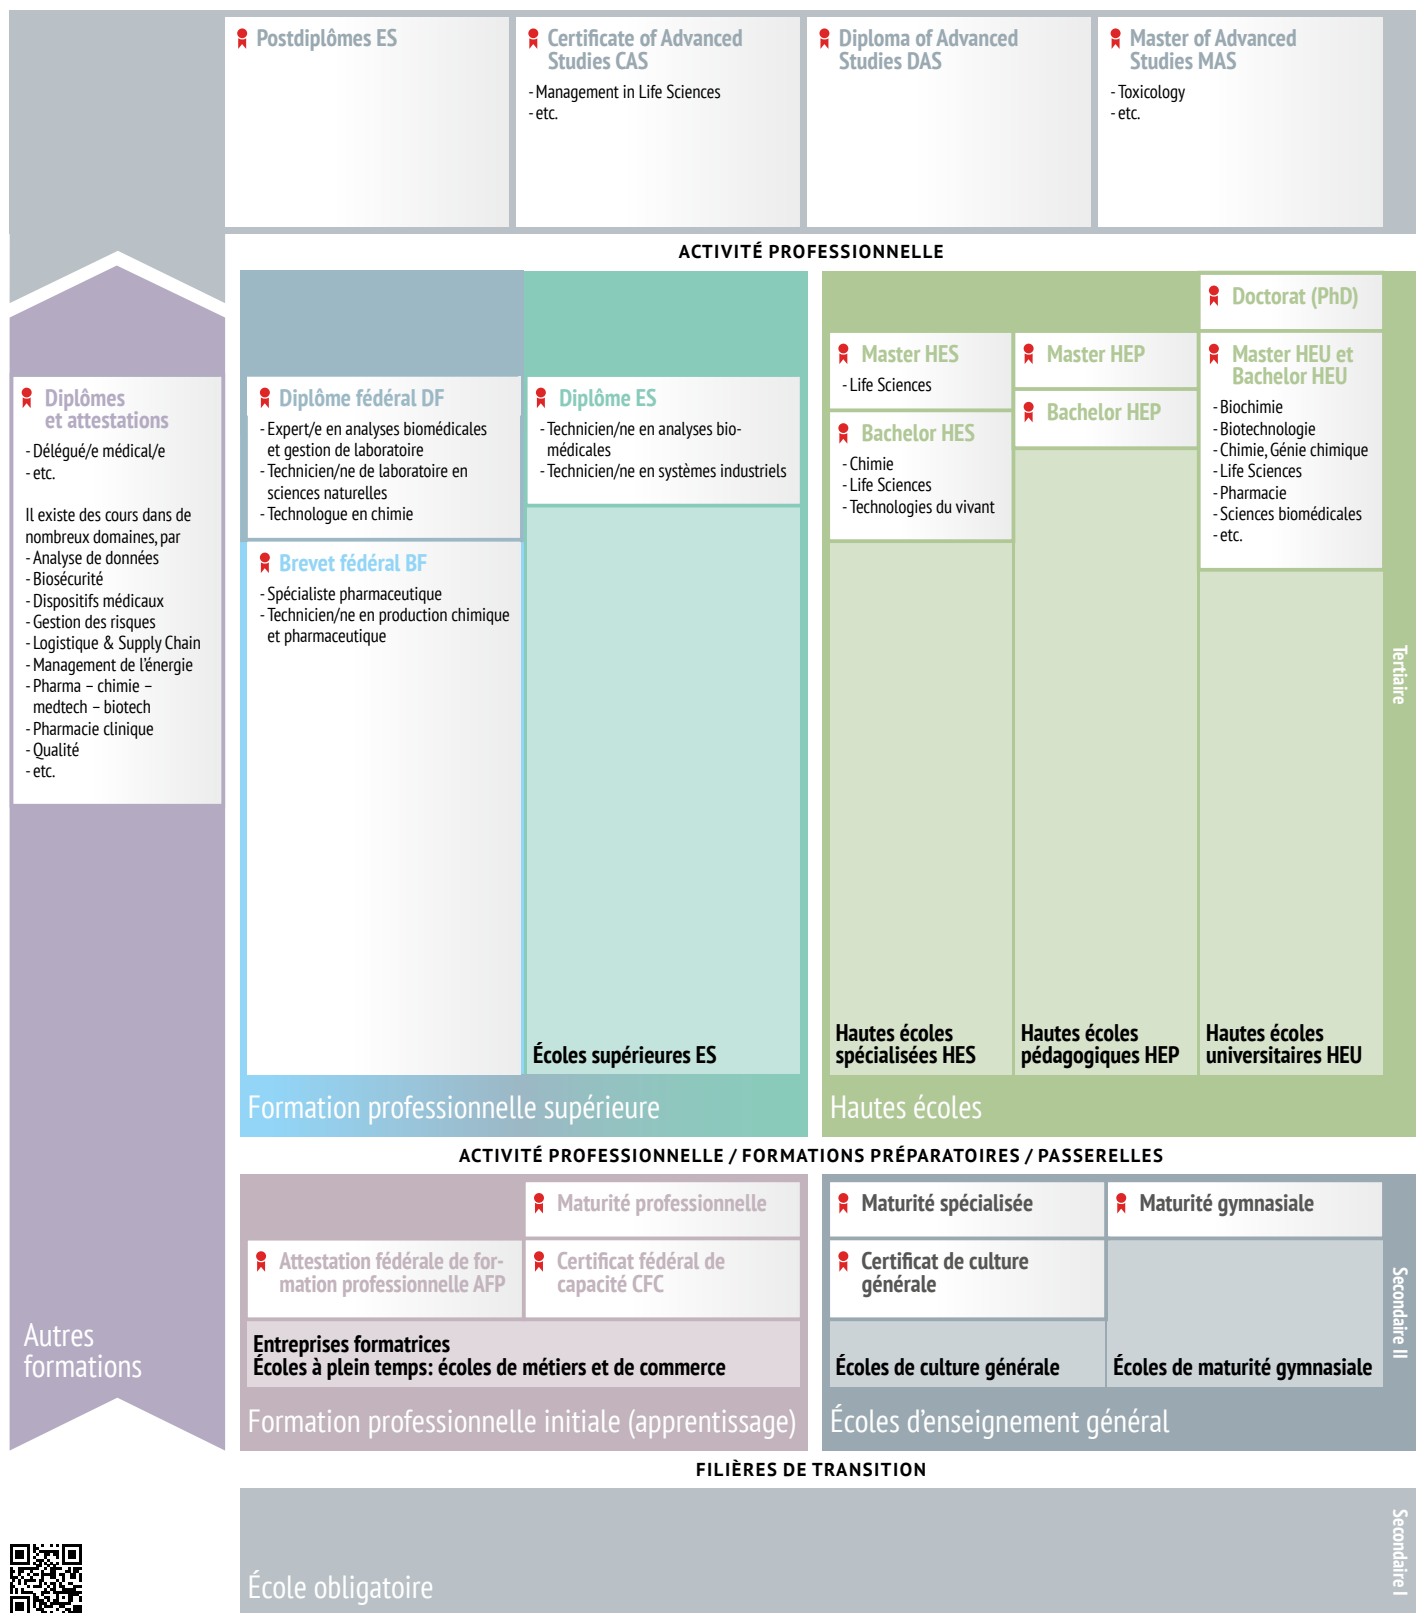 Postdiplômes ES
Certificate of Advanced
Studies CAS
- Management in Life Sciences
- etc.
Diploma of Advanced
Studies DAS
Master of Advanced
Studies MAS
- Toxicology
- etc.
ACTIVITÉ PROFESSIONNELLE
Diplômes
et attestations
- Délégué/e médical/e
- etc.
Il existe des cours dans de
nombreux domaines, par
- Analyse de données
- Biosécurité
- Dispositifs médicaux
- Gestion des risques
- Logistique & Supply Chain
- Management de l’énergie
- Pharma – chimie –
medtech – biotech
- Pharmacie clinique
- Qualité
- etc.
Autres
formations
Diplôme fédéral DF
- Expert/e en analyses biomédicales
et gestion de laboratoire
- Technicien/ne de laboratoire en
sciences naturelles
- Technologue en chimie
Brevet fédéral BF
- Spécialiste pharmaceutique
- Technicien/ne en production chimique
et pharmaceutique
Diplôme ES
- Technicien/ne en analyses bio-
médicales
- Technicien/ne en systèmes industriels
Écoles supérieures ES
Formation professionnelle supérieure
Master HES
- Life Sciences
Bachelor HES
- Chimie
- Life Sciences
- Technologies du vivant
Hautes écoles
spécialisées HES
Master HEP
Bachelor HEP
Hautes écoles
pédagogiques HEP
Doctorat (PhD)
Master HEU et
Bachelor HEU
- Biochimie
- Biotechnologie
- Chimie, Génie chimique
- Life Sciences
- Pharmacie
- Sciences biomédicales
- etc.
Hautes écoles
universitaires HEU
Hautes écoles
Tertiaire
ACTIVITÉ PROFESSIONNELLE / FORMATIONS PRÉPARATOIRES / PASSERELLES
Maturité professionnelle
Attestation fédérale de for-
mation professionnelle AFP
Certificat fédéral de
capacité CFC
Entreprises formatrices
Écoles à plein temps: écoles de métiers et de commerce
Formation professionnelle initiale (apprentissage)
Maturité spécialisée
Certificat de culture
générale
Écoles de culture générale
Maturité gymnasiale
Écoles de maturité gymnasiale
Écoles d’enseignement général
Secondaire II
FILIÈRES DE TRANSITION
École obligatoire
Secondaire I